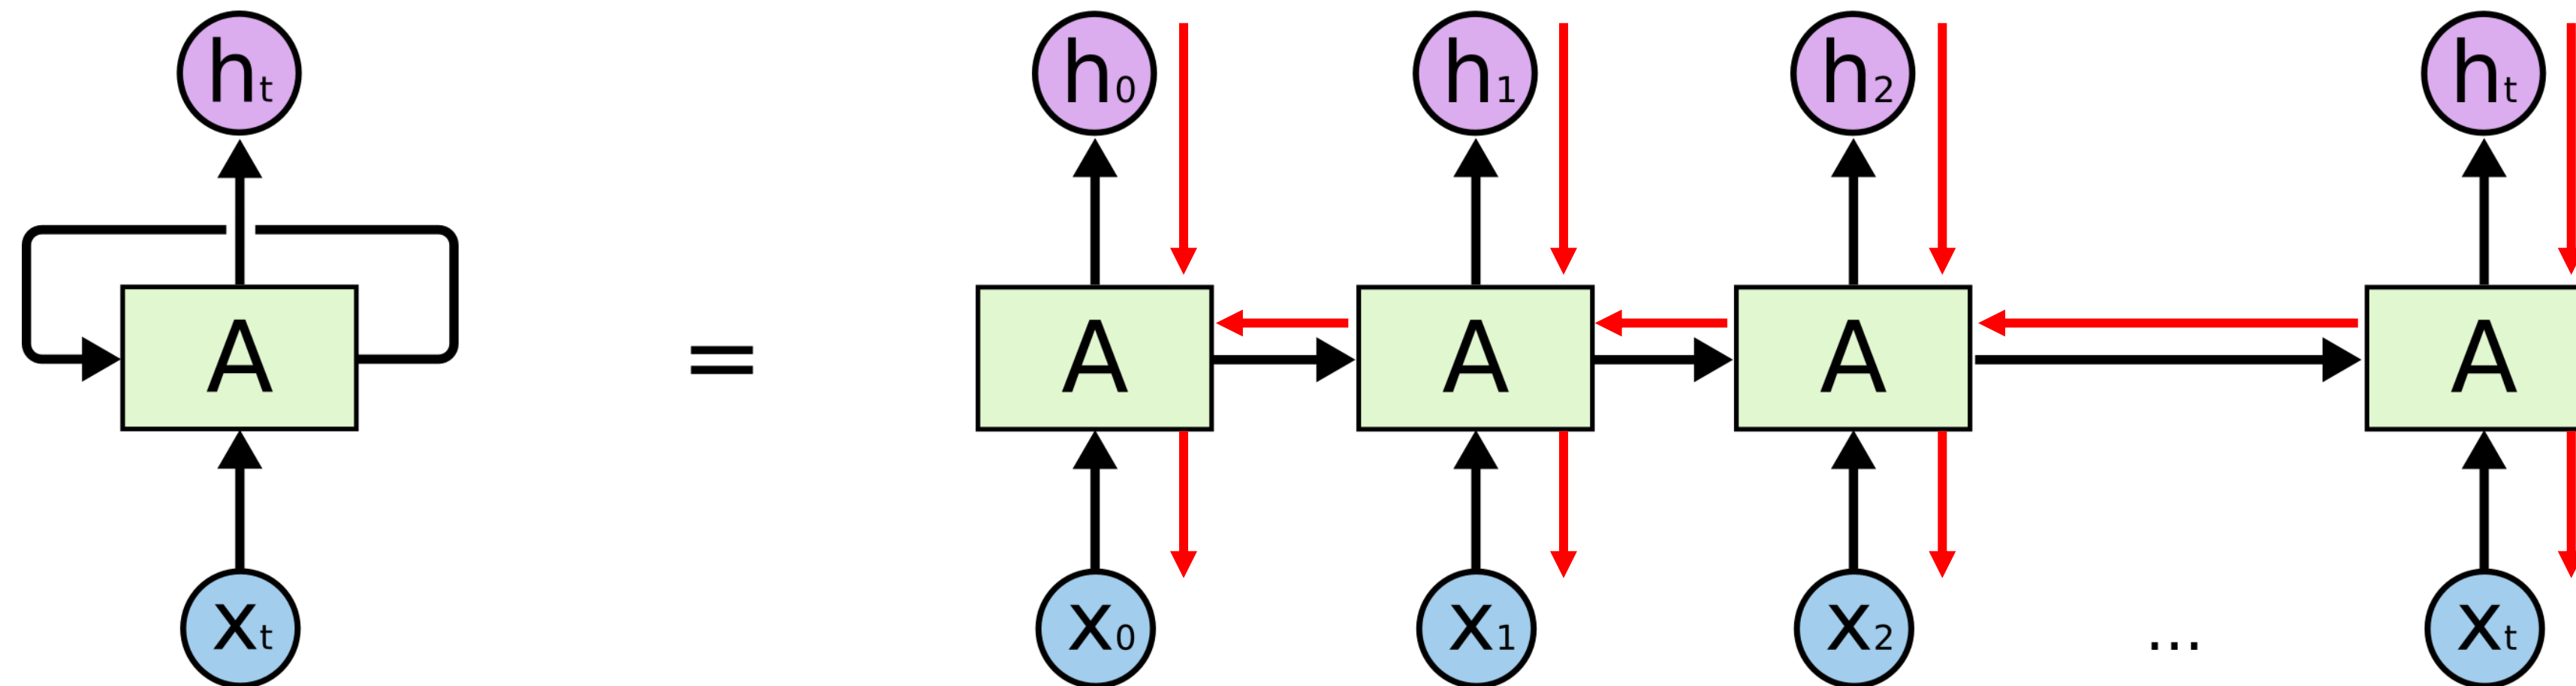 hₜ h₀ h₁ h₂ hₜ
A = A A A A
xₜ x₀ x₁ x₂ ... xₜ